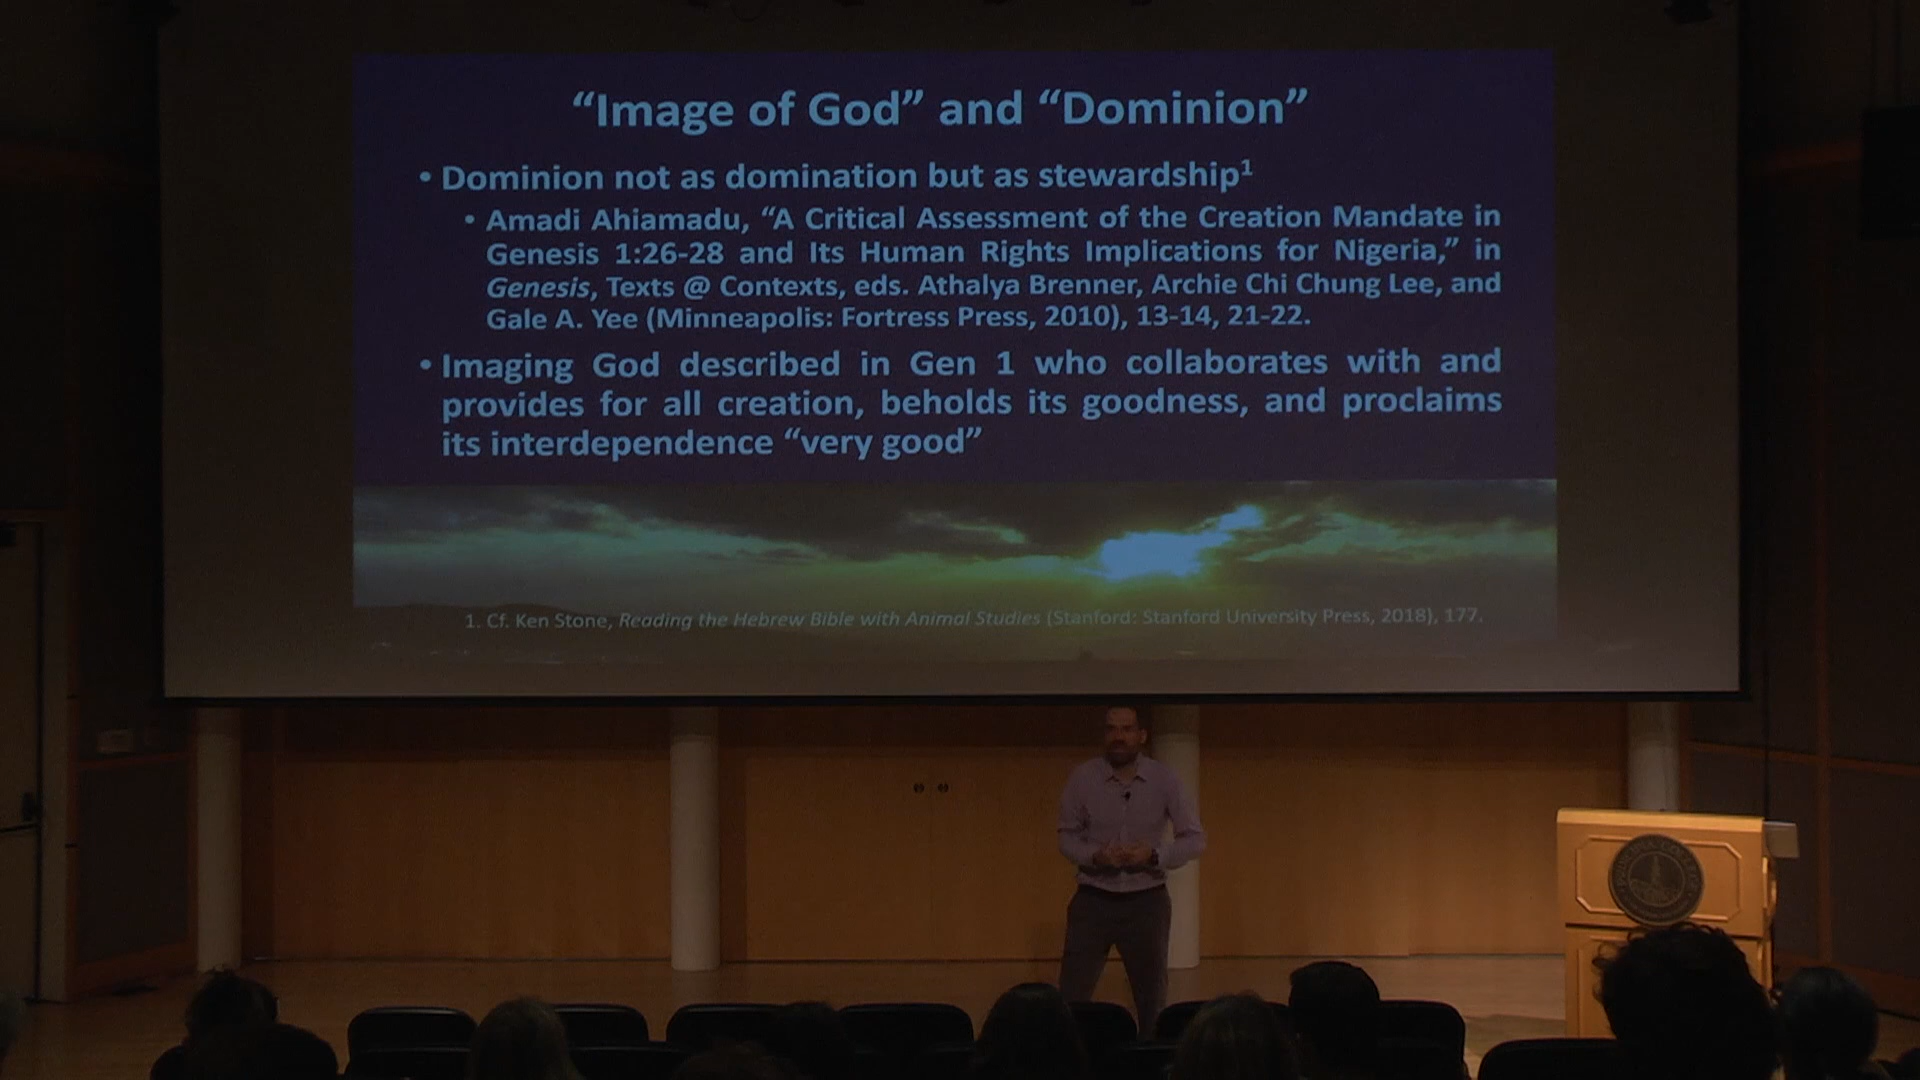 “Image of God” and “Dominion”
• Dominion not as domination but as stewardship¹
• Amadi Ahiamadu, “A Critical Assessment of the Creation Mandate in
Genesis 1:26-28 and Its Human Rights Implications for Nigeria,” in
Genesis, Texts @ Contexts, eds. Athalya Brenner, Archie Chi Chung Lee, and
Gale A. Yee (Minneapolis: Fortress Press, 2010), 13-14, 21-22.
• Imaging God described in Gen 1 who collaborates with and
provides for all creation, beholds its goodness, and proclaims
its interdependence “very good”
1. Cf. Ken Stone, Reading the Hebrew Bible with Animal Studies (Stanford: Stanford University Press, 2018), 177.